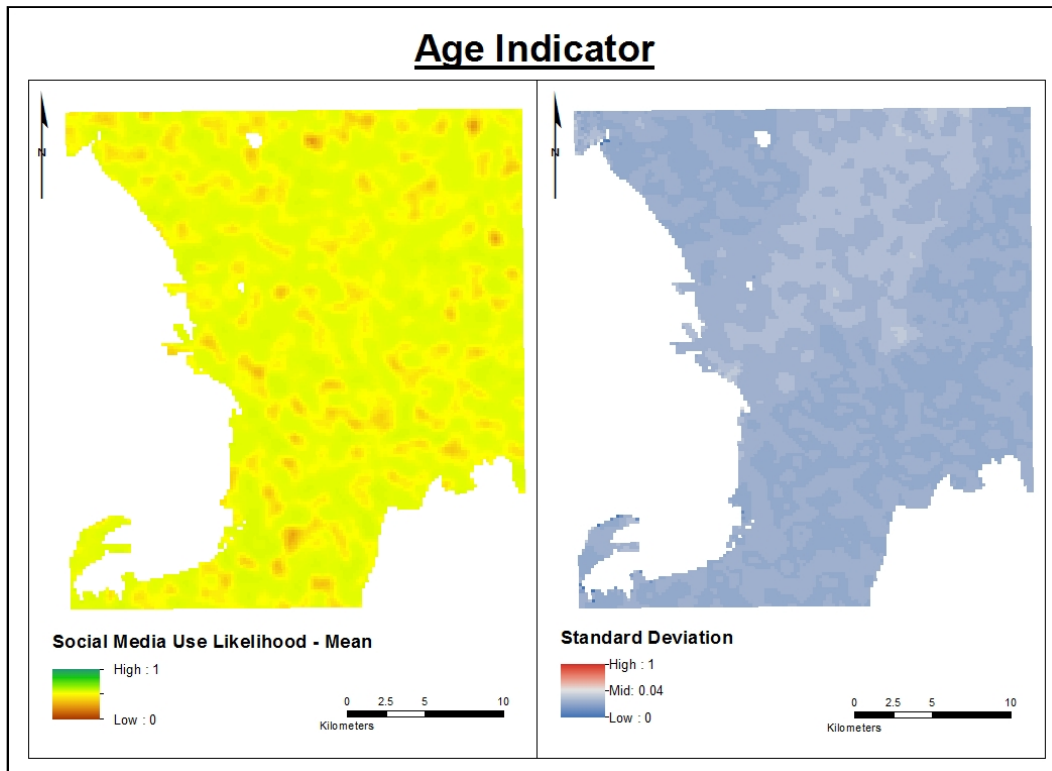 Age Indicator
N
Social Media Use Likelihood - Mean
High : 1
Low : 0
0 2.5 5 10
Kilometers
N
Standard Deviation
High : 1
Mid: 0.04
Low : 0
0 2.5 5 10
Kilometers